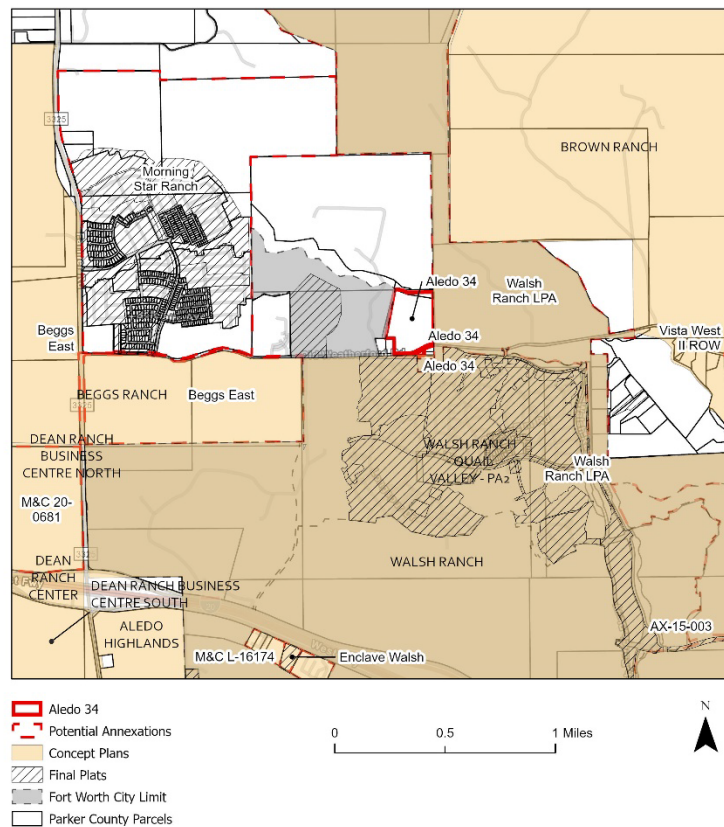 3325
BROWN RANCH
Morning
Star Ranch
Aledo 34
Walsh
Ranch LPA
Beggs
East
Aledo 34
Vista West
II ROW
Aledo 34
BEGGS RANCH
Beggs East
3325
DEAN RANCH
BUSINESS
CENTRE NORTH
WALSH RANCH
QUAIL
VALLEY - PA2
Walsh
Ranch LPA
M&C 20-
0681
DEAN
RANCH
CENTER
WALSH RANCH
DEAN RANCH BUSINESS
CENTRE SOUTH
ALEDO
HIGHLANDS
AX-15-003
M&C L-16174
Enclave Walsh
Aledo 34
Potential Annexations
Concept Plans
Final Plats
Fort Worth City Limit
Parker County Parcels
0 0.5 1 Miles
N